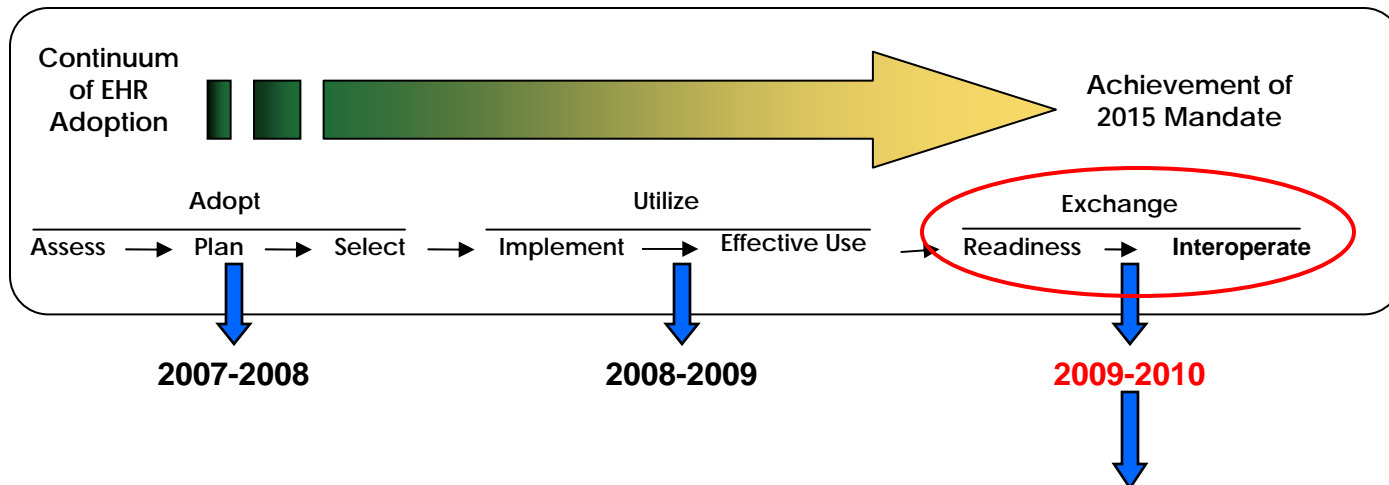 Continuum
of EHR
Adoption
Achievement of
2015 Mandate
Adopt
Utilize
Exchange
Assess
Plan
Select
Implement
Effective Use
Readiness
Interoperate
2007-2008
2008-2009
2009-2010